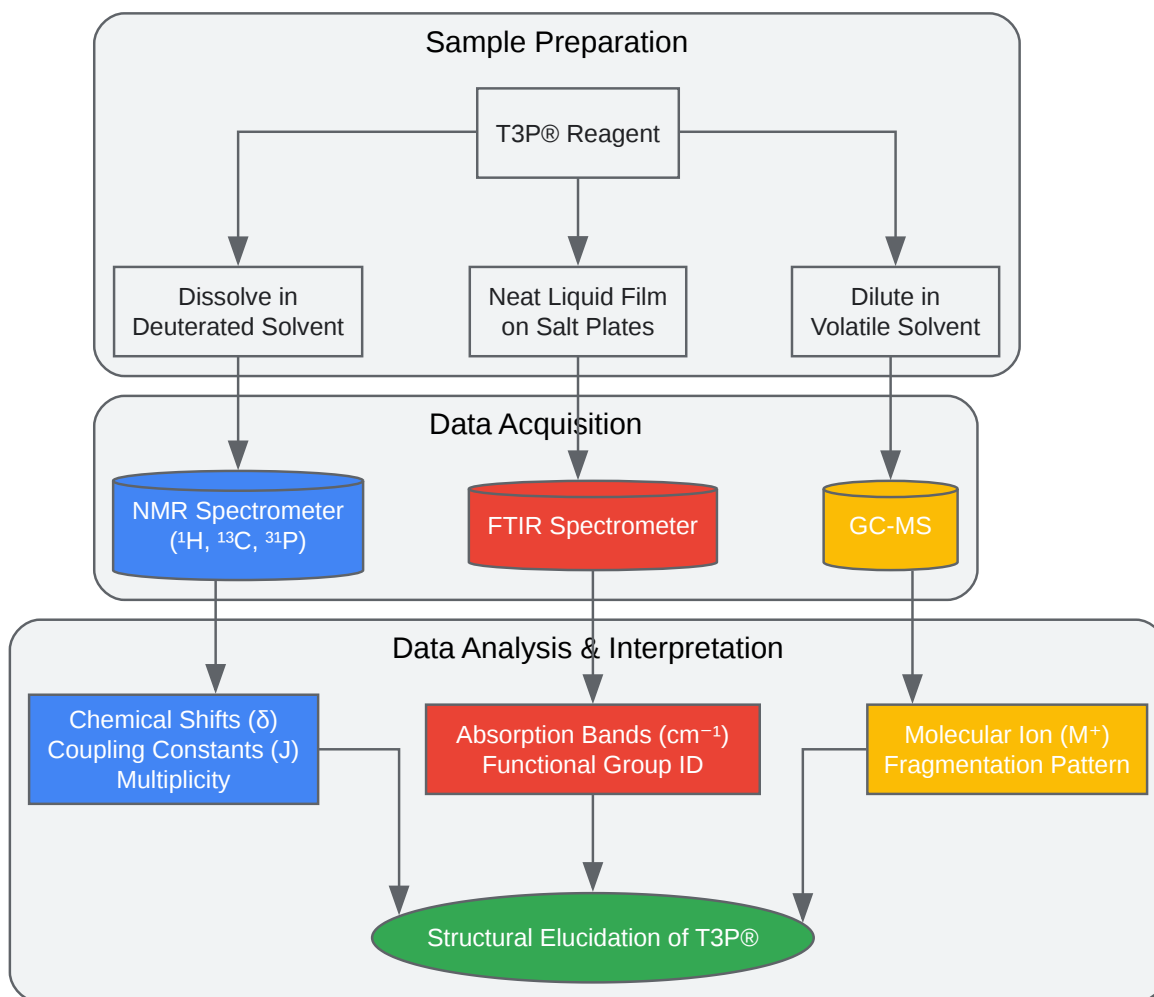 Sample Preparation
T3P® Reagent
Dissolve in
Deuterated Solvent
Neat Liquid Film
on Salt Plates
Dilute in
Volatile Solvent
Data Acquisition
NMR Spectrometer
(¹H, ¹³C, ³¹P)
FTIR Spectrometer
GC-MS
Data Analysis & Interpretation
Chemical Shifts (δ)
Coupling Constants (J)
Multiplicity
Absorption Bands (cm⁻¹)
Functional Group ID
Molecular Ion (M⁺)
Fragmentation Pattern
Structural Elucidation of T3P®